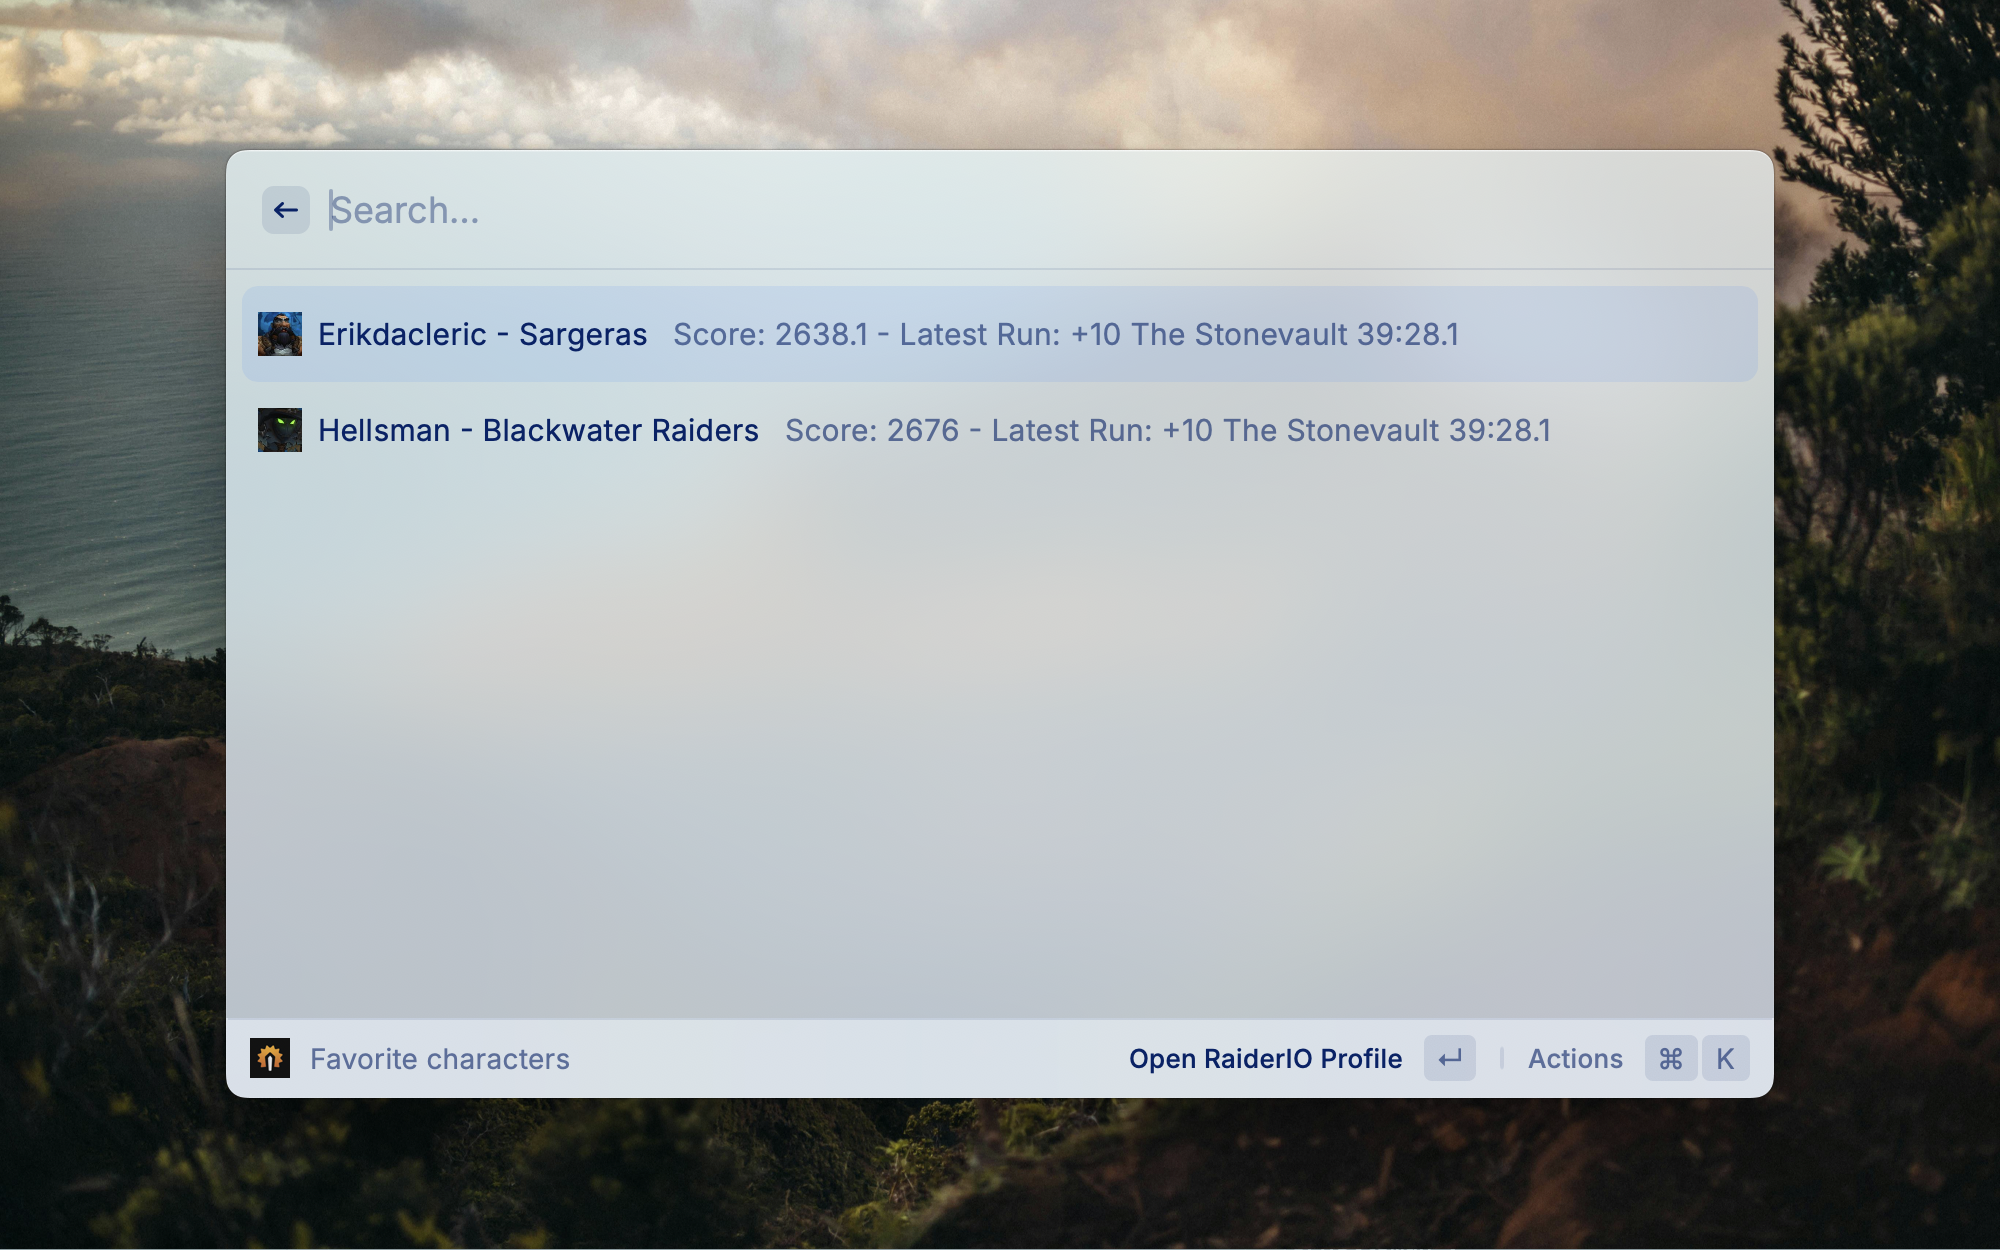 Search...
Erikdacleric - Sargeras Score: 2638.1 - Latest Run: +10 The Stonevault 39:28.1
Hellsman - Blackwater Raiders Score: 2676 - Latest Run: +10 The Stonevault 39:28.1
Favorite characters Open RaiderIO Profile ↵ Actions ⌘ K